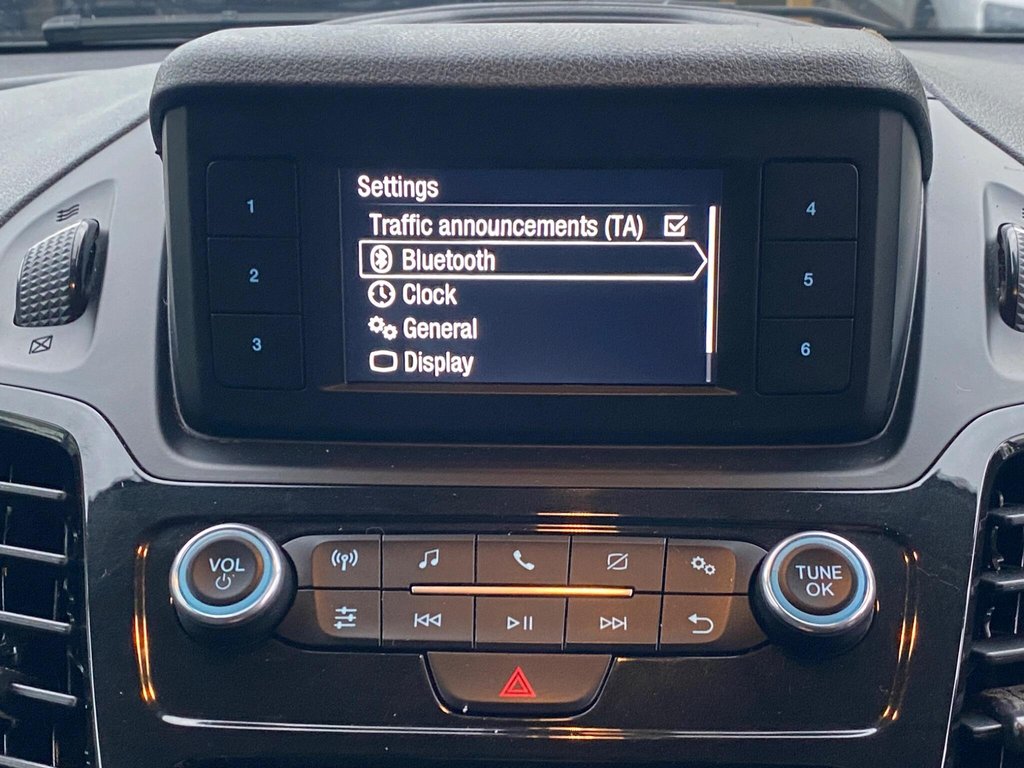 Settings
Traffic announcements (TA)
Bluetooth
Clock
General
Display
1
2
3
4
5
6
VOL
TUNE
OK